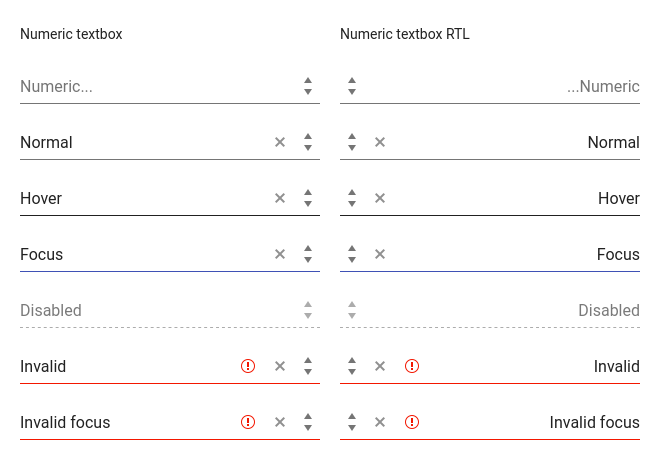 Numeric textbox
Numeric textbox RTL
Numeric...
...Numeric
Normal
Normal
Hover
Hover
Focus
Focus
Disabled
Disabled
Invalid
Invalid
Invalid focus
Invalid focus